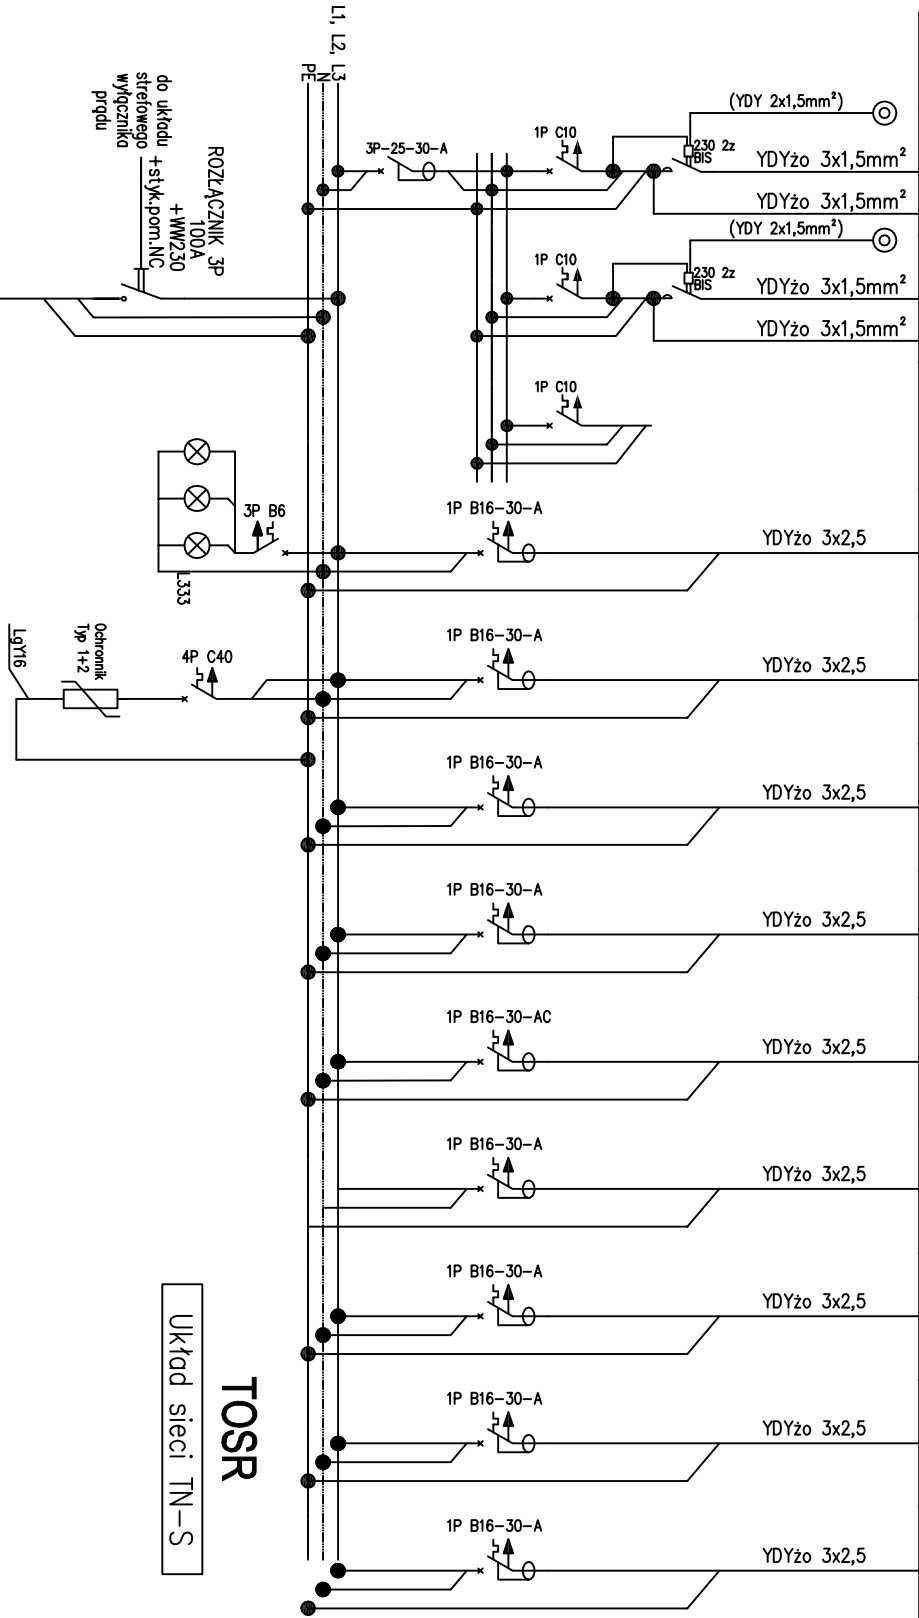 L1, L2, L3
N
PE
do układu
strefowego
wyłącznika
prądu
ROZŁĄCZNIK 3P
100A
+WW230
+styk.pom.NC
3P-25-30-A
1P C10
230 2z
BIS
(YDY 2x1,5mm²)
YDYżo 3x1,5mm²
YDYżo 3x1,5mm²
1P C10
230 2z
BIS
(YDY 2x1,5mm²)
YDYżo 3x1,5mm²
YDYżo 3x1,5mm²
1P C10
3P B6
L333
1P B16-30-A
YDYżo 3x2,5
Ochronnik
Typ 1+2
LgY16
4P C40
1P B16-30-A
YDYżo 3x2,5
1P B16-30-A
YDYżo 3x2,5
1P B16-30-A
YDYżo 3x2,5
1P B16-30-AC
YDYżo 3x2,5
1P B16-30-A
YDYżo 3x2,5
1P B16-30-A
YDYżo 3x2,5
1P B16-30-A
YDYżo 3x2,5
1P B16-30-A
YDYżo 3x2,5
TOSR
Układ sieci TN-S